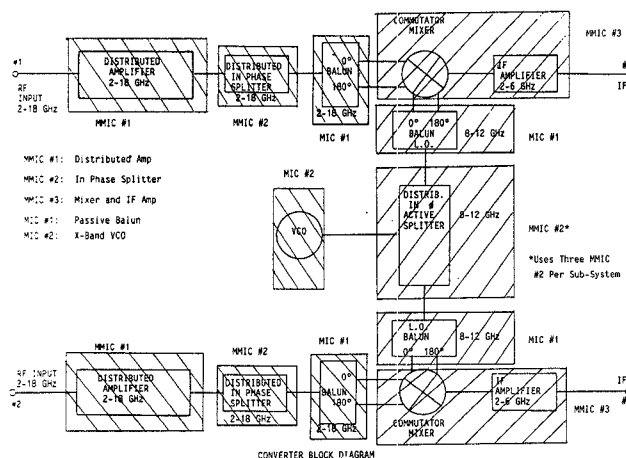 COMMUTATOR
MIXER
MMIC #3
#1
RF
INPUT
2-18 GHz
DISTRIBUTED
AMPLIFIER
2-18 GHz
MMIC #1
DISTRIBUTED
IN PHASE
SPLITTER
2-18 GHz
MMIC #2
0°
BALUN
180°
2-18 GHz
MIC #1
IF
AMPLIFIER
2-6 GHz
#
IF
0° 180°
BALUN
L.O.
8-12 GHz
MIC #1
MMIC #1: Distributed Amp
MMIC #2: In Phase Splitter
MMIC #3: Mixer and IF Amp
MIC #1: Passive Balun
MIC #2: X-Band VCO
MIC #2
VCO
DISTRIB.
IN Ø
ACTIVE
SPLITTER
8-12 GHz
MMIC #2*
*Uses Three MMIC
#2 Per Sub-System
L.O.
BALUN
0° 180°
8-12 GHz
MIC #1
MMIC #1
RF INPUT
2-18 GHz
#2
DISTRIBUTED
AMPLIFIER
2-18 GHz
MMIC #2
DISTRIBUTED
IN PHASE
SPLITTER
2-18 GHz
MIC #1
0°
BALUN
180°
2-18 GHz
COMMUTATOR
MIXER
IF
AMPLIFIER
2-6 GHz
MMIC #3
IF
#
CONVERTER BLOCK DIAGRAM